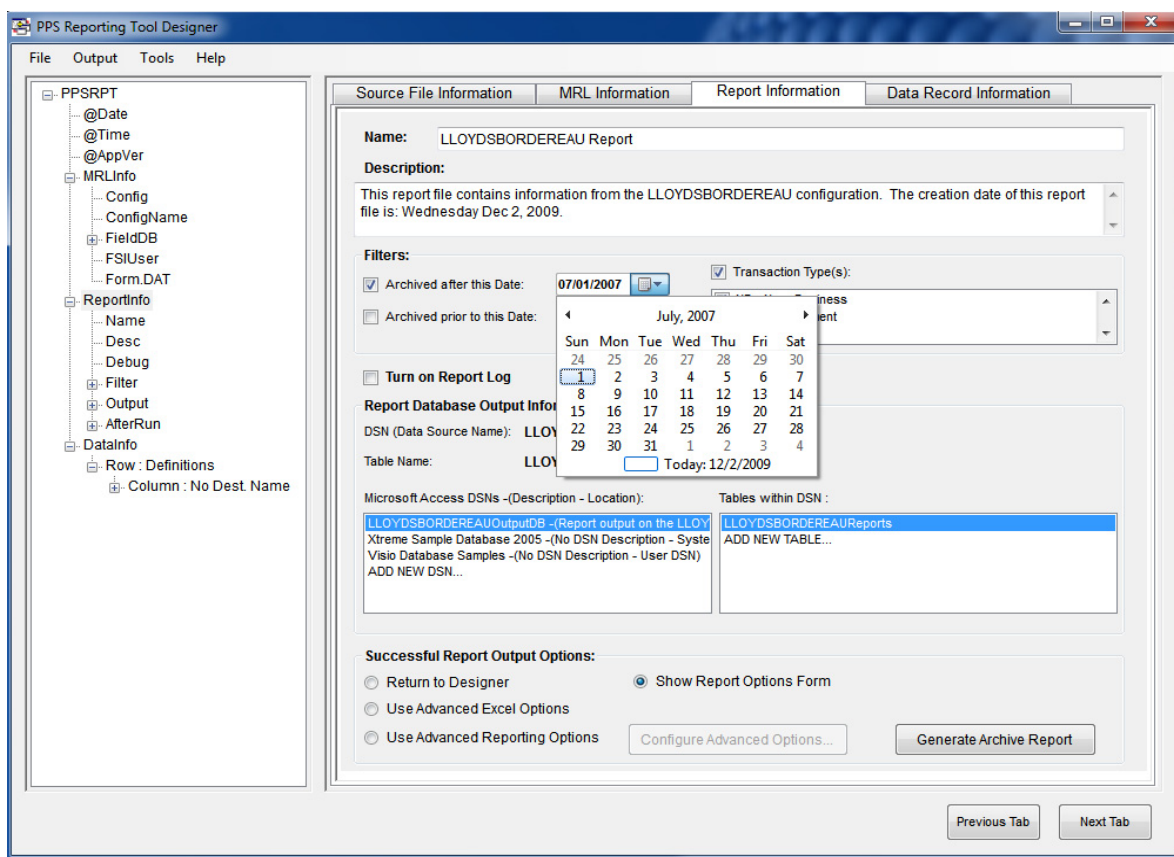 PPS Reporting Tool Designer
File Output Tools Help
PPSRPT
@Date
@Time
@AppVer
MRLInfo
Config
ConfigName
FieldDB
FSIUser
Form.DAT
ReportInfo
Name
Desc
Debug
Filter
Output
AfterRun
DataInfo
Row : Definitions
Column : No Dest. Name
Source File Information MRL Information Report Information Data Record Information
Name: LLOYDSBORDEREAU Report
Description:
This report file contains information from the LLOYDSBORDEREAU configuration. The creation date of this report
file is: Wednesday Dec 2, 2009.
Filters:
Archived after this Date: 07/01/2007
Transaction Type(s):
Archived prior to this Date:
July, 2007
Sun Mon Tue Wed Thu Fri Sat
24 25 26 27 28 29 30
1 2 3 4 5 6 7
8 9 10 11 12 13 14
15 16 17 18 19 20 21
22 23 24 25 26 27 28
29 30 31 1 2 3 4
Today: 12/2/2009
Turn on Report Log
Report Database Output Infor
DSN (Data Source Name): LLOY
Table Name: LLOY
Microsoft Access DSNs -(Description - Location):
LLOYDSBORDEREAUOutputDB -(Report output on the LLOY
Xtreme Sample Database 2005 -(No DSN Description - Syste
Visio Database Samples -(No DSN Description - User DSN)
ADD NEW DSN...
Tables within DSN :
LLOYDSBORDEREAUReports
ADD NEW TABLE...
Successful Report Output Options:
Return to Designer Show Report Options Form
Use Advanced Excel Options
Use Advanced Reporting Options Configure Advanced Options... Generate Archive Report
Previous Tab Next Tab